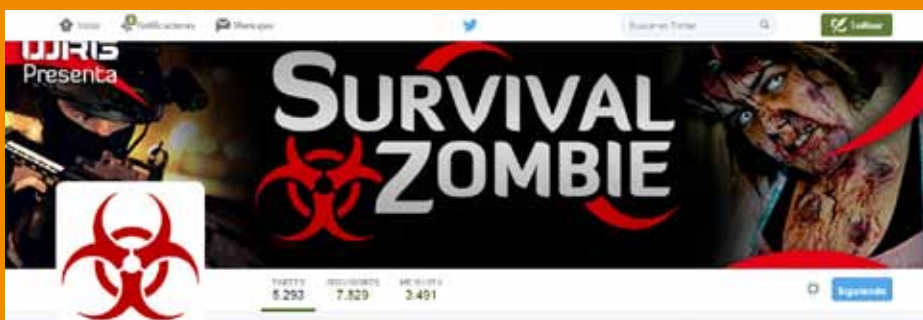 Inicio Notificaciones Mensajes Buscar en Twitter Twittear
Presenta
SURVIVAL
ZOMBIE
TWEETS ME GUSTA
5.293 7.829 3.491
Siguiendo